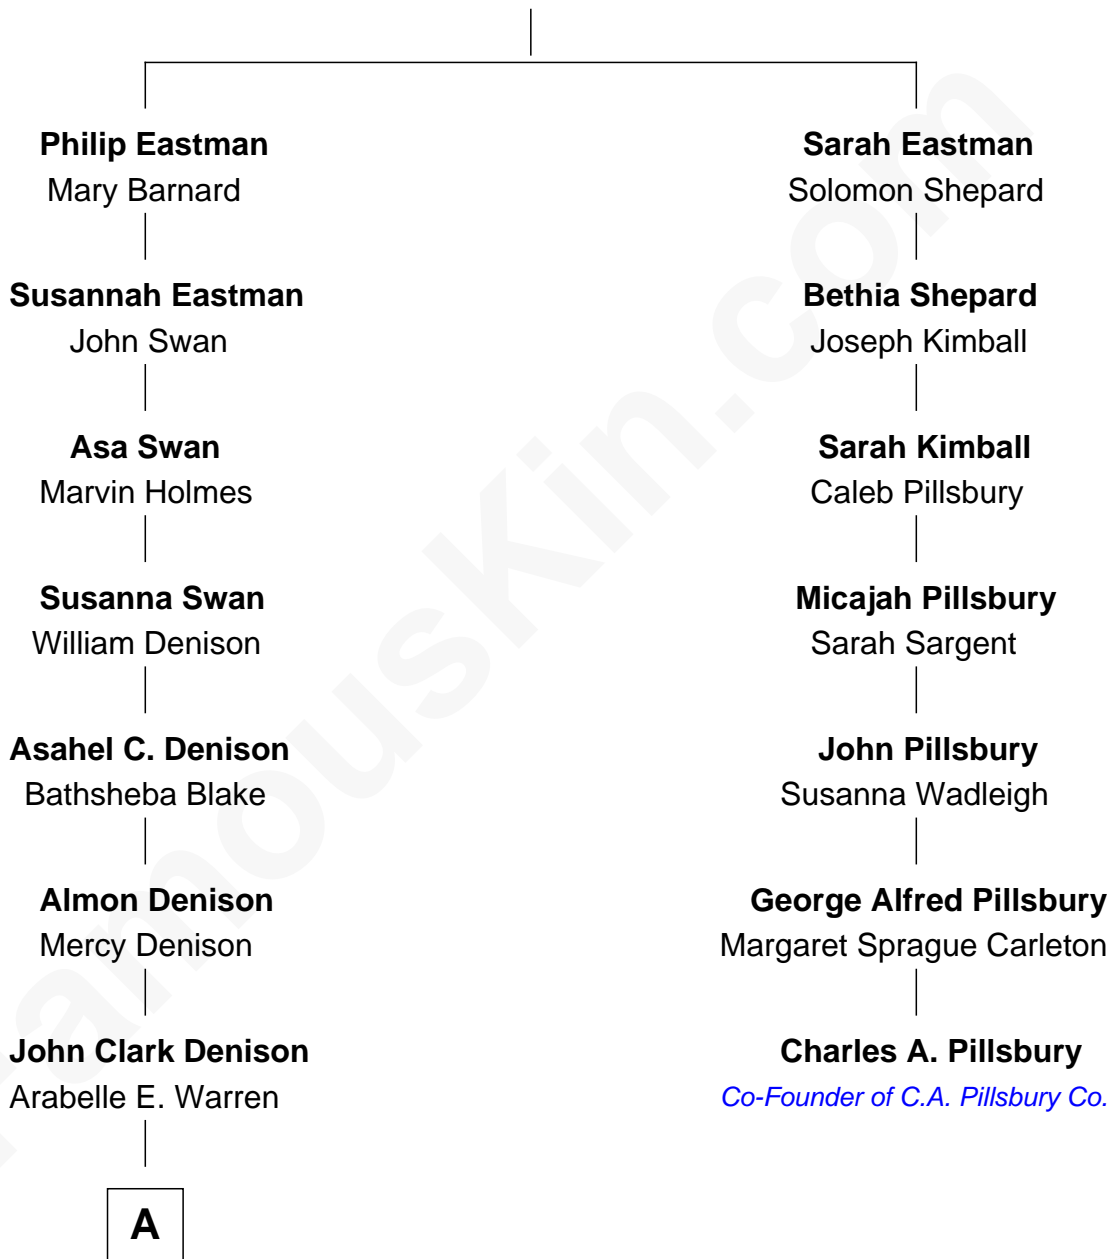 Philip Eastman
Mary Barnard
Sarah Eastman
Solomon Shepard
Susannah Eastman
John Swan
Bethia Shepard
Joseph Kimball
Asa Swan
Marvin Holmes
Sarah Kimball
Caleb Pillsbury
Susanna Swan
William Denison
Micajah Pillsbury
Sarah Sargent
Asahel C. Denison
Bathsheba Blake
John Pillsbury
Susanna Wadleigh
Almon Denison
Mercy Denison
George Alfred Pillsbury
Margaret Sprague Carleton
John Clark Denison
Arabelle E. Warren
Charles A. Pillsbury
Co-Founder of C.A. Pillsbury Co.
A
FamousKin.com